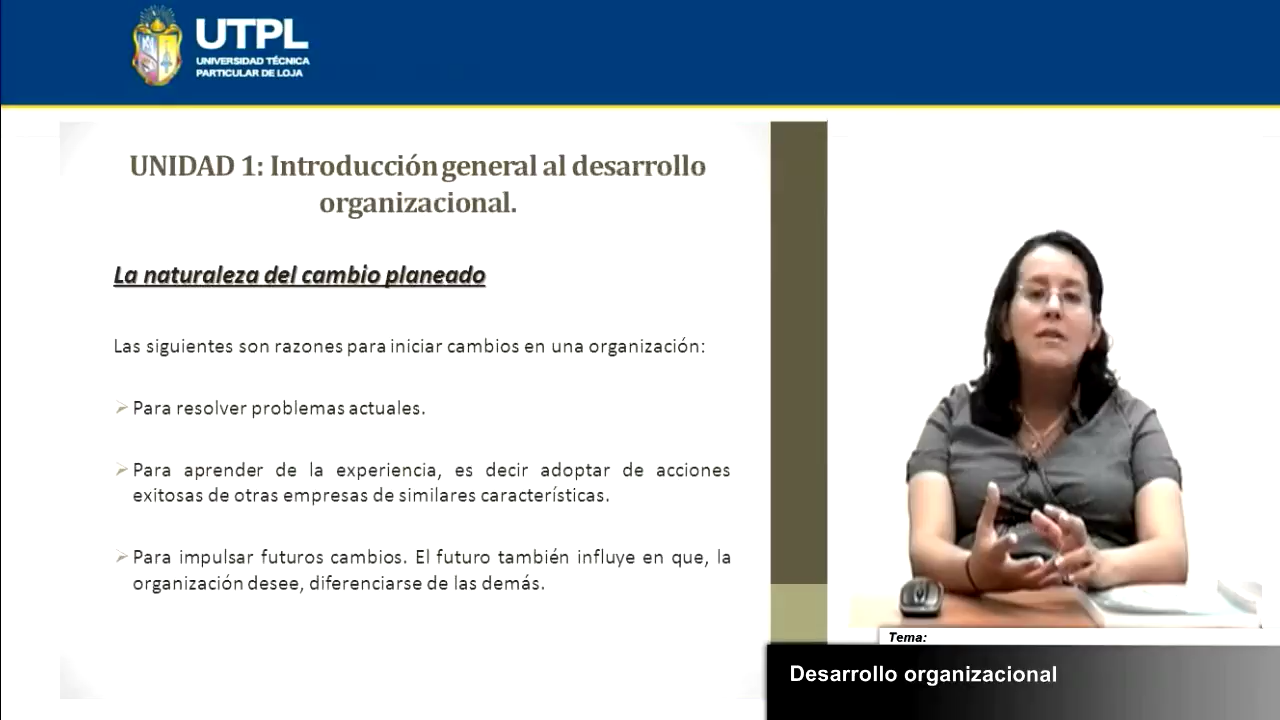 UTPL
UNIVERSIDAD TÉCNICA
PARTICULAR DE LOJA
UNIDAD 1: Introducción general al desarrollo
organizacional.
La naturaleza del cambio planeado
Las siguientes son razones para iniciar cambios en una organización:
Para resolver problemas actuales.
Para aprender de la experiencia, es decir adoptar de acciones
exitosas de otras empresas de similares características.
Para impulsar futuros cambios. El futuro también influye en que, la
organización desee, diferenciarse de las demás.
Tema:
Desarrollo organizacional